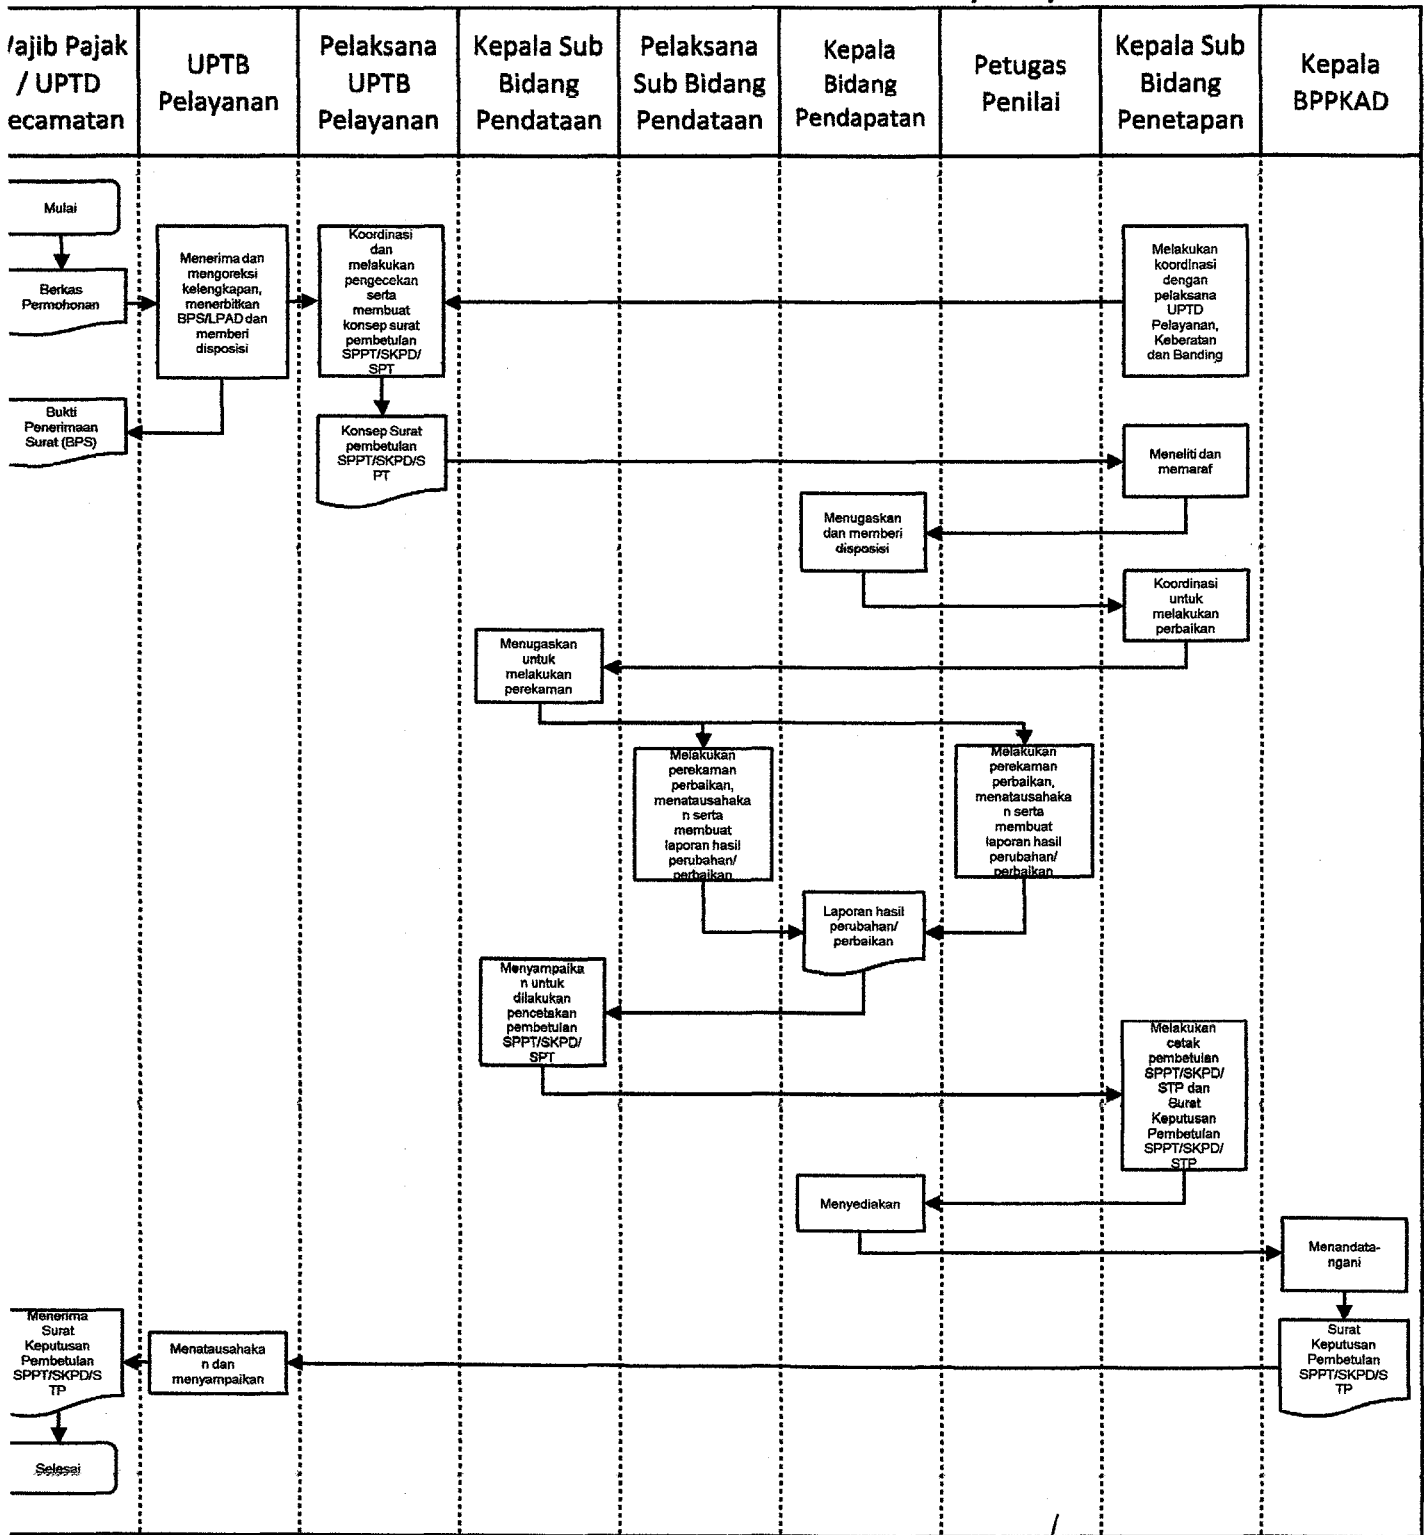 /ajib Pajak
/ UPTD
ecamatan
UPTB
Pelayanan
Pelaksana
UPTB
Pelayanan
Kepala Sub
Bidang
Pendataan
Pelaksana
Sub Bidang
Pendataan
Kepala
Bidang
Pendapatan
Petugas
Penilai
Kepala Sub
Bidang
Penetapan
Kepala
BPPKAD
Mulai
Berkas
Permohonan
Menerima dan
mengoreksi
kelengkapan,
menerbitkan
BPS/LPAD dan
memberi
disposisi
Koordinasi
dan
melakukan
pengecekan
serta
membuat
konsep surat
pembetulan
SPPT/SKPD/
SPT
Melakukan
koordinasi
dengan
pelaksana
UPTD
Pelayanan,
Keberatan
dan Banding
Bukti
Penerimaan
Surat (BPS)
Konsep Surat
pembetulan
SPPT/SKPD/S
PT
Meneliti dan
memaraf
Menugaskan
dan memberi
disposisi
Koordinasi
untuk
melakukan
perbaikan
Menugaskan
untuk
melakukan
perekaman
Melakukan
perekaman
perbaikan,
menatausahaka
n serta
membuat
laporan hasil
perubahan/
perbaikan
Melakukan
perekaman
perbaikan,
menatausahaka
n serta
membuat
laporan hasil
perubahan/
perbaikan
Laporan hasil
perubahan/
perbaikan
Menyampaika
n untuk
dilakukan
pencetakan
pembetulan
SPPT/SKPD/
SPT
Melakukan
cetak
pembetulan
SPPT/SKPD/
STP dan
Surat
Keputusan
Pembetulan
SPPT/SKPD/
STP
Menyediakan
Menandata-
ngani
Menerima
Surat
Keputusan
Pembetulan
SPPT/SKPD/S
TP
Menatausahaka
n dan
menyampaikan
Surat
Keputusan
Pembetulan
SPPT/SKPD/S
TP
Selesai